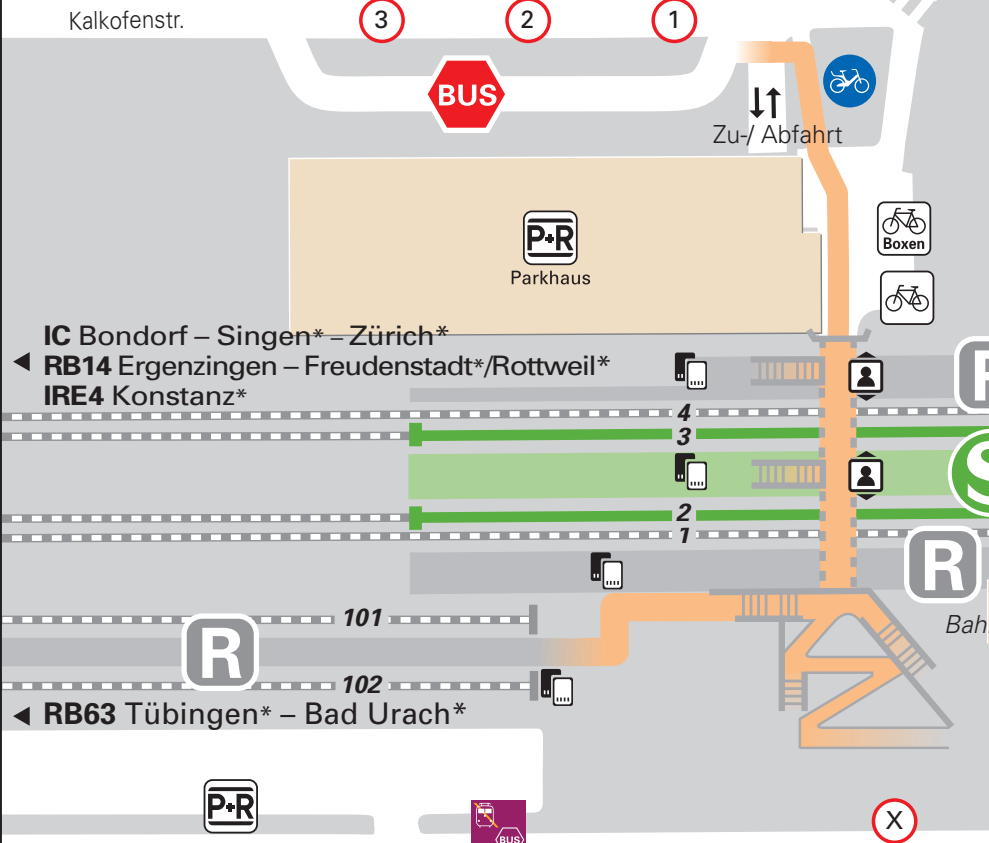 Kalkofenstr.
3
2
1
BUS
Zu-/ Abfahrt
P+R
Parkhaus
Boxen
IC Bondorf – Singen* – Zürich*
RB14 Ergenzingen – Freudenstadt*/Rottweil*
IRE4 Konstanz*
4
3
S
2
1
R
101
R
Bah
102
RB63 Tübingen* – Bad Urach*
P+R
BUS
X